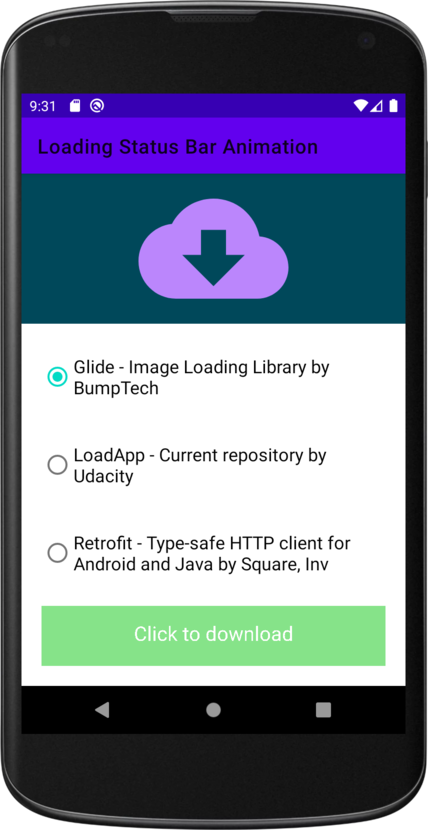 9:31
Loading Status Bar Animation
Glide - Image Loading Library by
BumpTech
LoadApp - Current repository by
Udacity
Retrofit - Type-safe HTTP client for
Android and Java by Square, Inv
Click to download